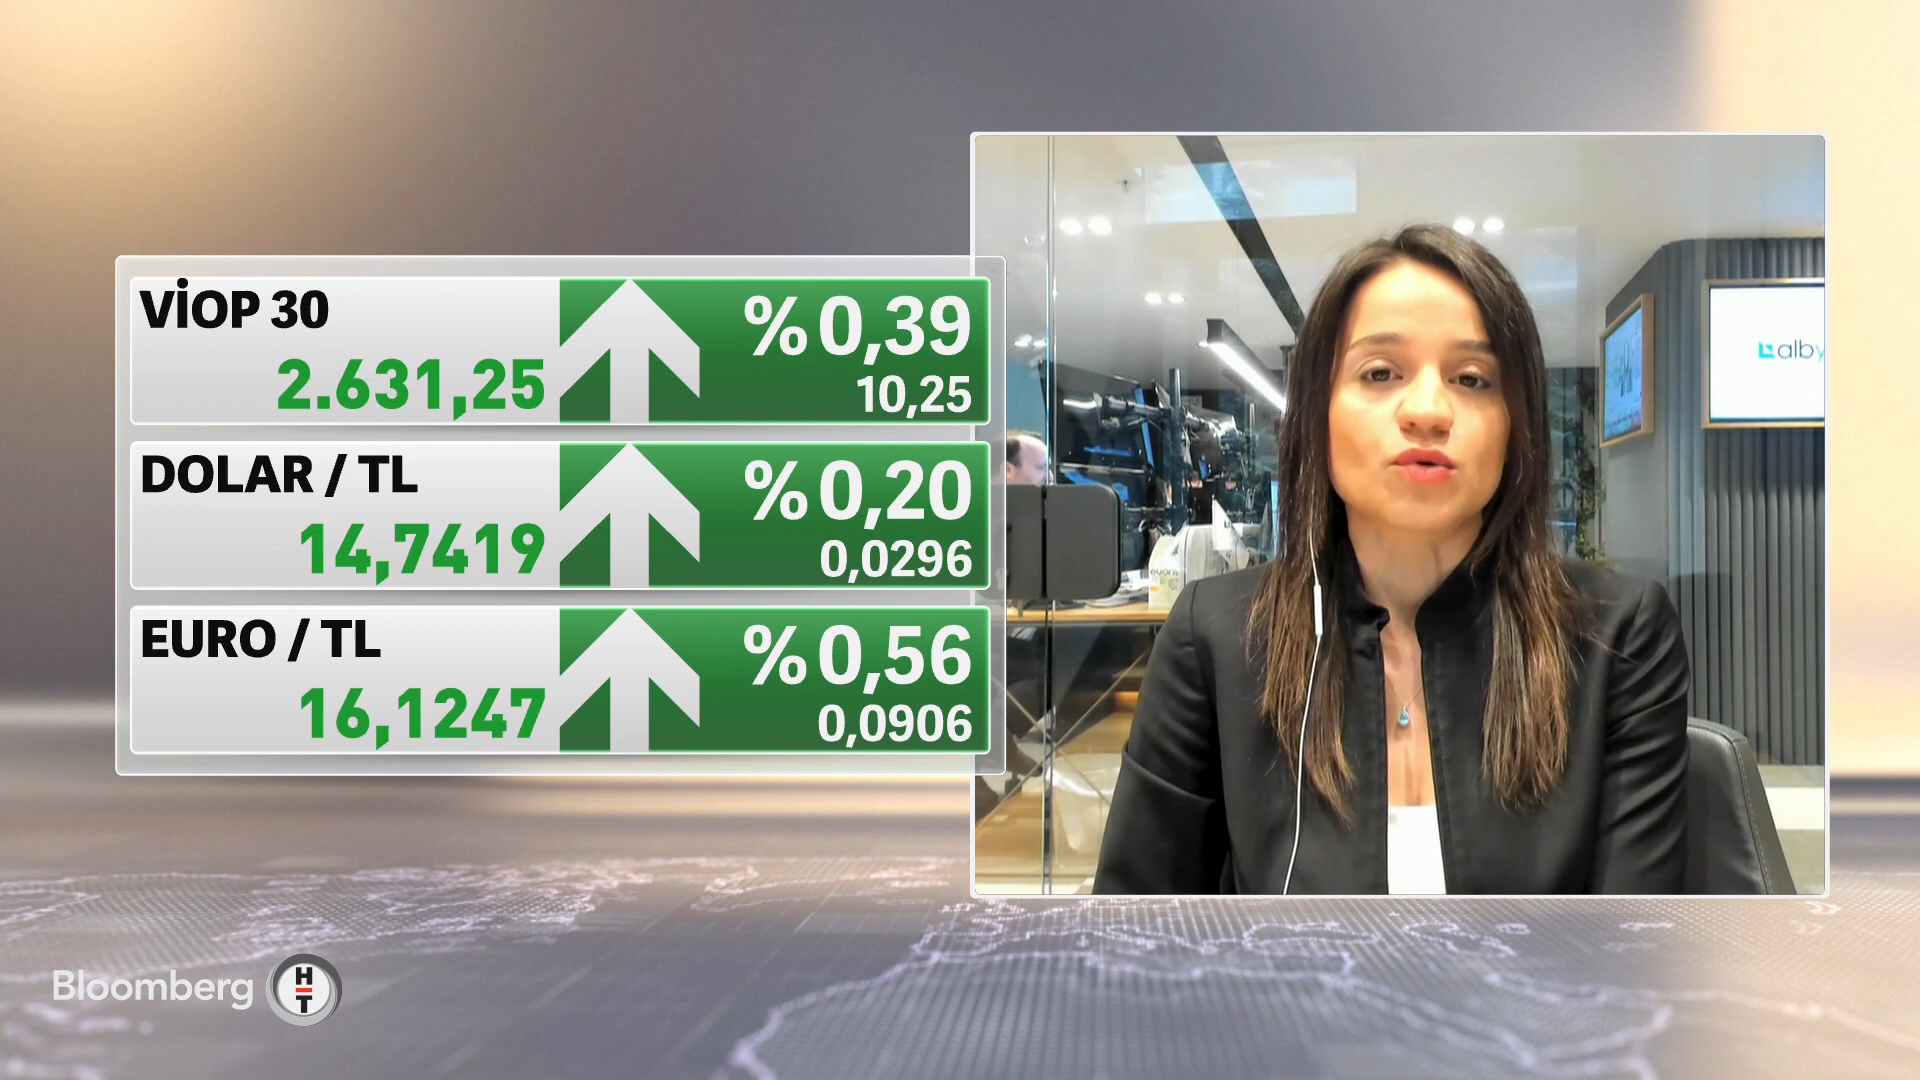 VİOP 30
2.631,25
%0,39
10,25
DOLAR / TL
14,7419
%0,20
0,0296
EURO / TL
16,1247
%0,56
0,0906
alby
Bloomberg HT